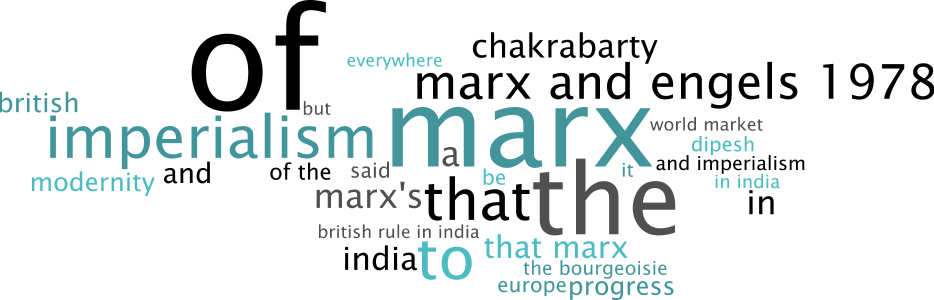 of
everywhere
chakrabarty
marx and engels 1978
british
but
imperialism
marx
world market
dipesh
a
and imperialism
modernity
and
of the
said
be
it
in india
marx's
that
the
in
british rule in india
india
to
that marx
the bourgeoisie
europe
progress